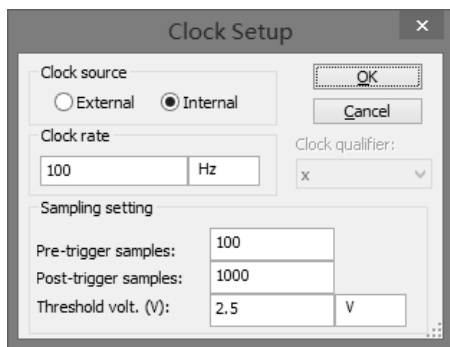 Clock Setup
×
Clock source
External
Internal
OK
Cancel
Clock rate
100
Hz
Clock qualifier:
x
Sampling setting
Pre-trigger samples:
100
Post-trigger samples:
1000
Threshold volt. (V):
2.5
V